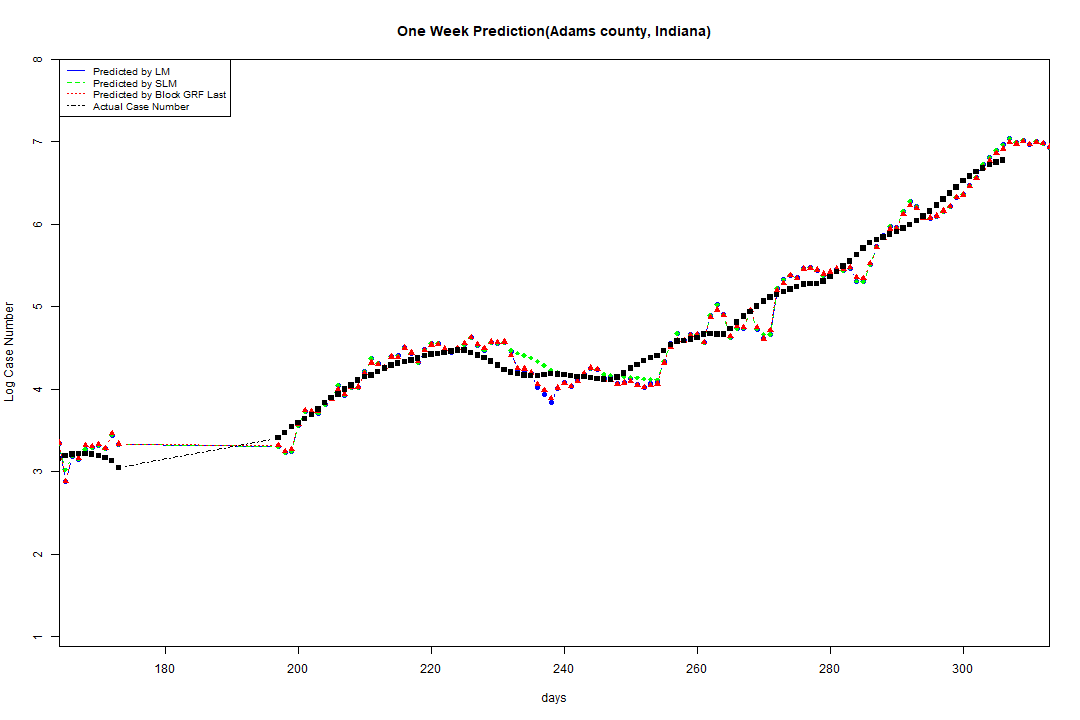 One Week Prediction(Adams county, Indiana)
Predicted by LM
Predicted by SLM
Predicted by Block GRF Last
Actual Case Number
8
7
6
5
4
3
2
1
Log Case Number
180 200 220 240 260 280 300
days